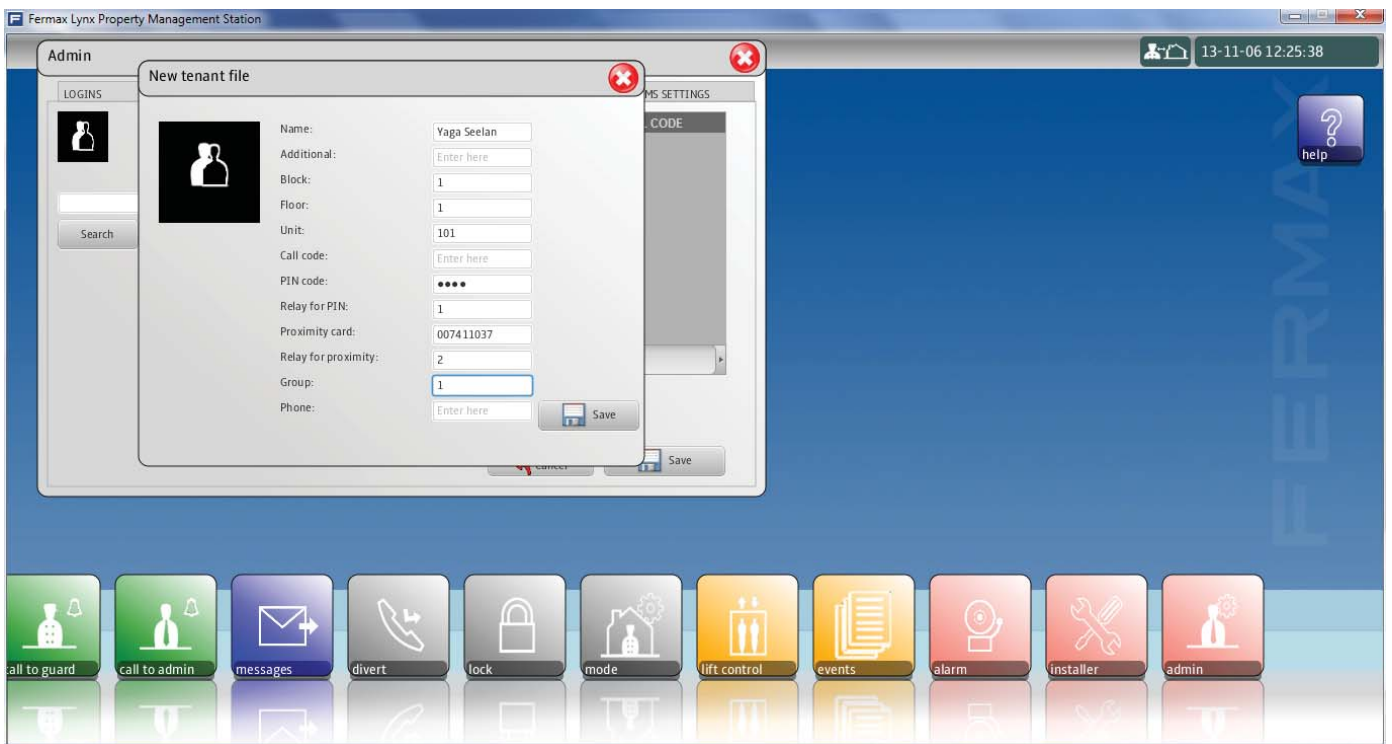 Fermax Lynx Property Management Station
13-11-06 12:25:38
Admin
New tenant file
LOGINS
MS SETTINGS
. CODE
help
Name: Yaga Seelan
Additional: Enter here
Block: 1
Floor: 1
Unit: 101
Search
Call code: Enter here
PIN code: ••••
Relay for PIN: 1
Proximity card: 007411037
Relay for proximity: 2
Group: 1
Phone: Enter here
Save
Cancel
Save
FERMAX
call to guard
call to admin
messages
divert
lock
mode
lift control
events
alarm
installer
admin